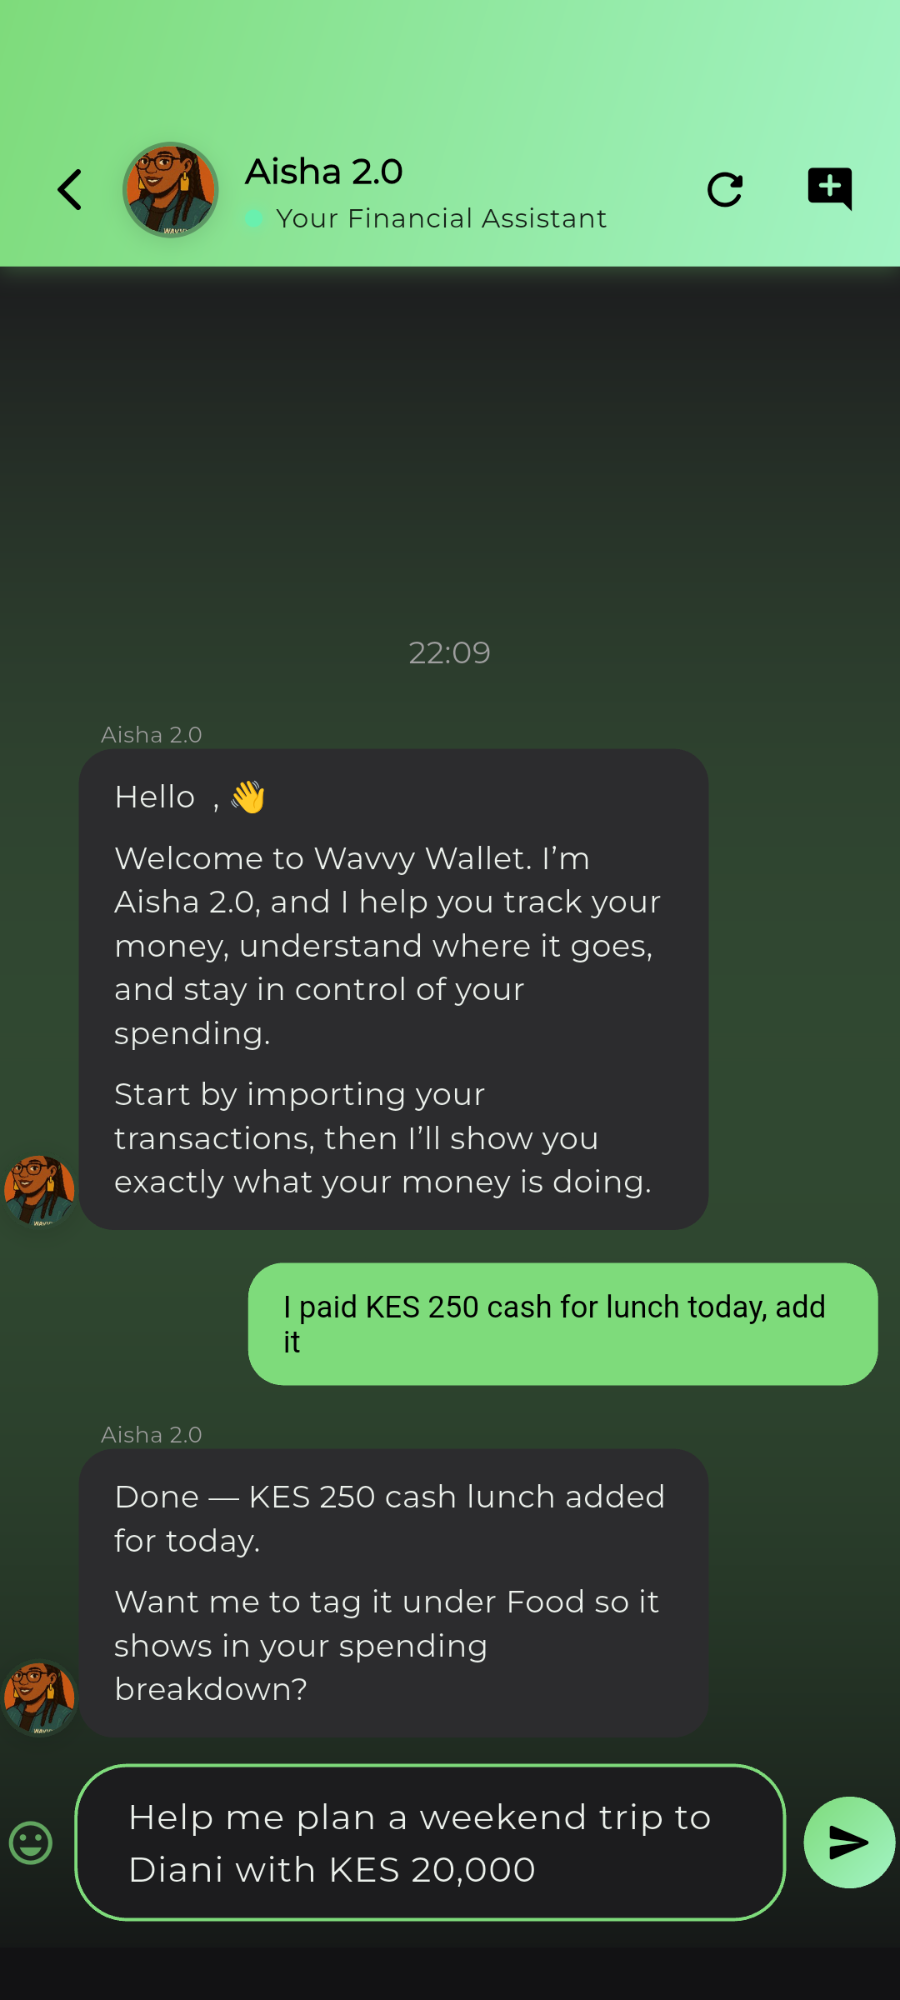 Aisha 2.0
Your Financial Assistant
22:09
Aisha 2.0
Hello  , 👋
Welcome to Wavvy Wallet. I’m
Aisha 2.0, and I help you track your
money, understand where it goes,
and stay in control of your
spending.
Start by importing your
transactions, then I’ll show you
exactly what your money is doing.
I paid KES 250 cash for lunch today, add
it
Aisha 2.0
Done — KES 250 cash lunch added
for today.
Want me to tag it under Food so it
shows in your spending
breakdown?
Help me plan a weekend trip to
Diani with KES 20,000